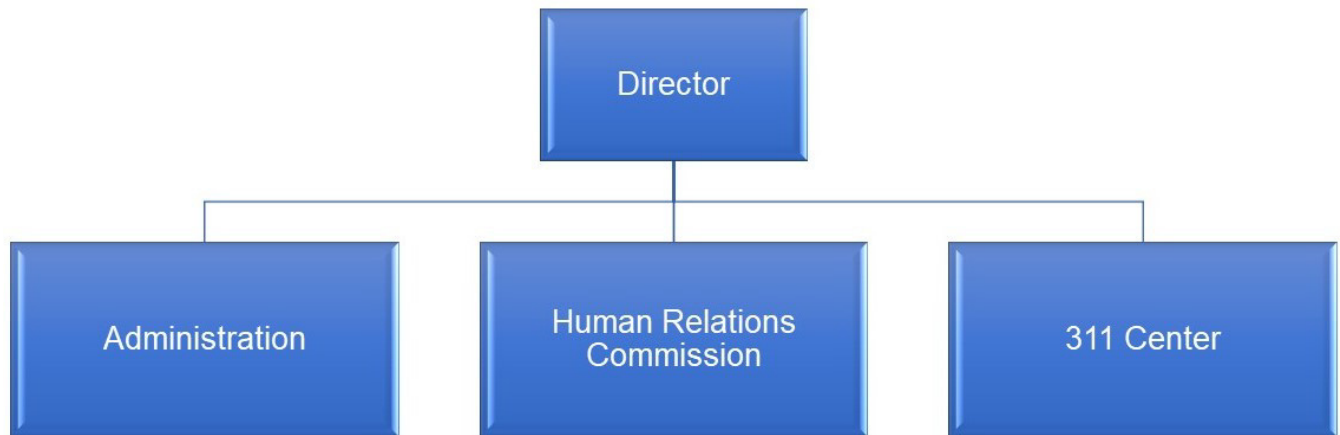 Director
Administration
Human Relations
Commission
311 Center